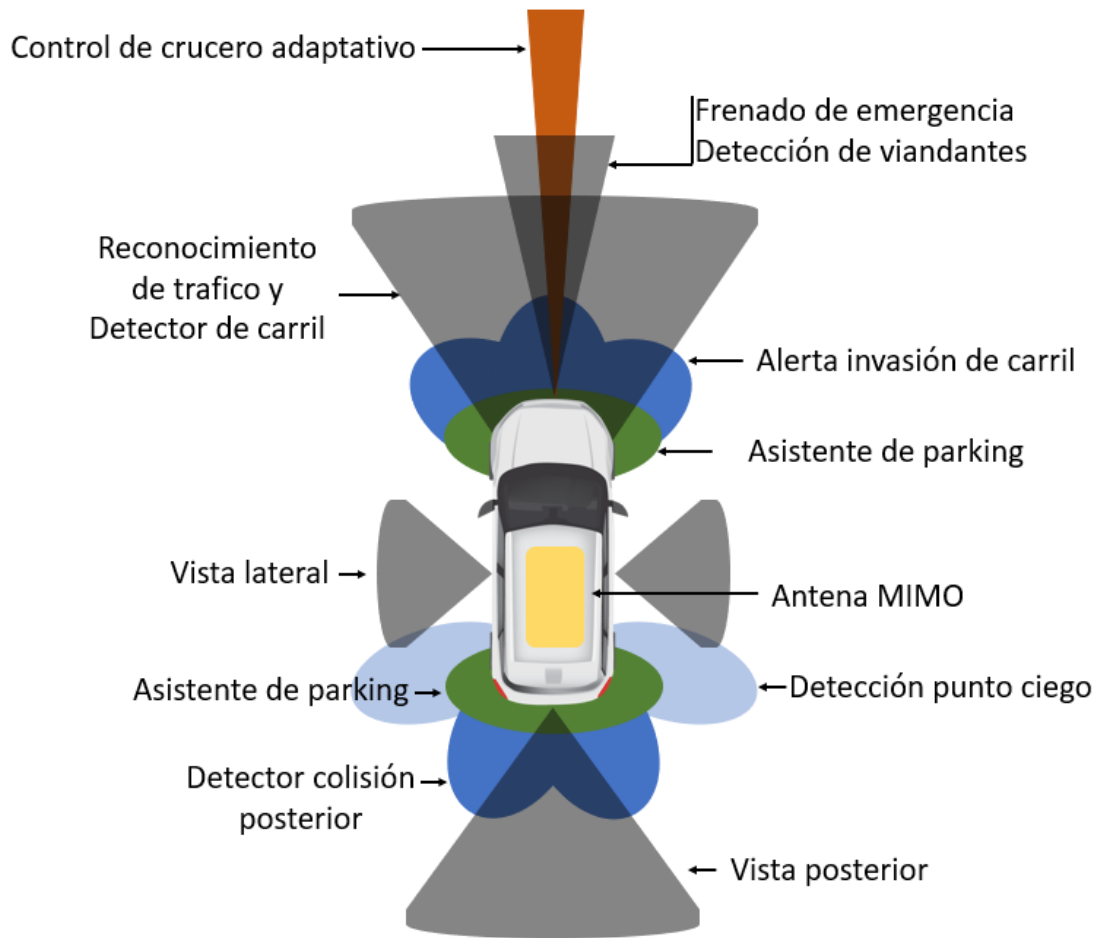 Control de crucero adaptativo
Frenado de emergencia
Detección de viandantes
Reconocimiento
de trafico y
Detector de carril
Alerta invasión de carril
Asistente de parking
Vista lateral
Antena MIMO
Asistente de parking
Detección punto ciego
Detector colisión
posterior
Vista posterior